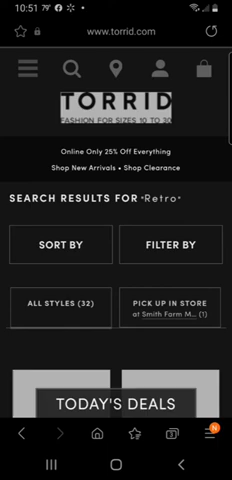 10:51
www.torrid.com
TORRID
FASHION FOR SIZES 10 TO 30
Online Only 25% Off Everything
Shop New Arrivals • Shop Clearance
SEARCH RESULTS FOR "Retro"
SORT BY
FILTER BY
ALL STYLES (32)
PICK UP IN STORE
at Smith Farm M... (1)
TODAY'S DEALS
3
N